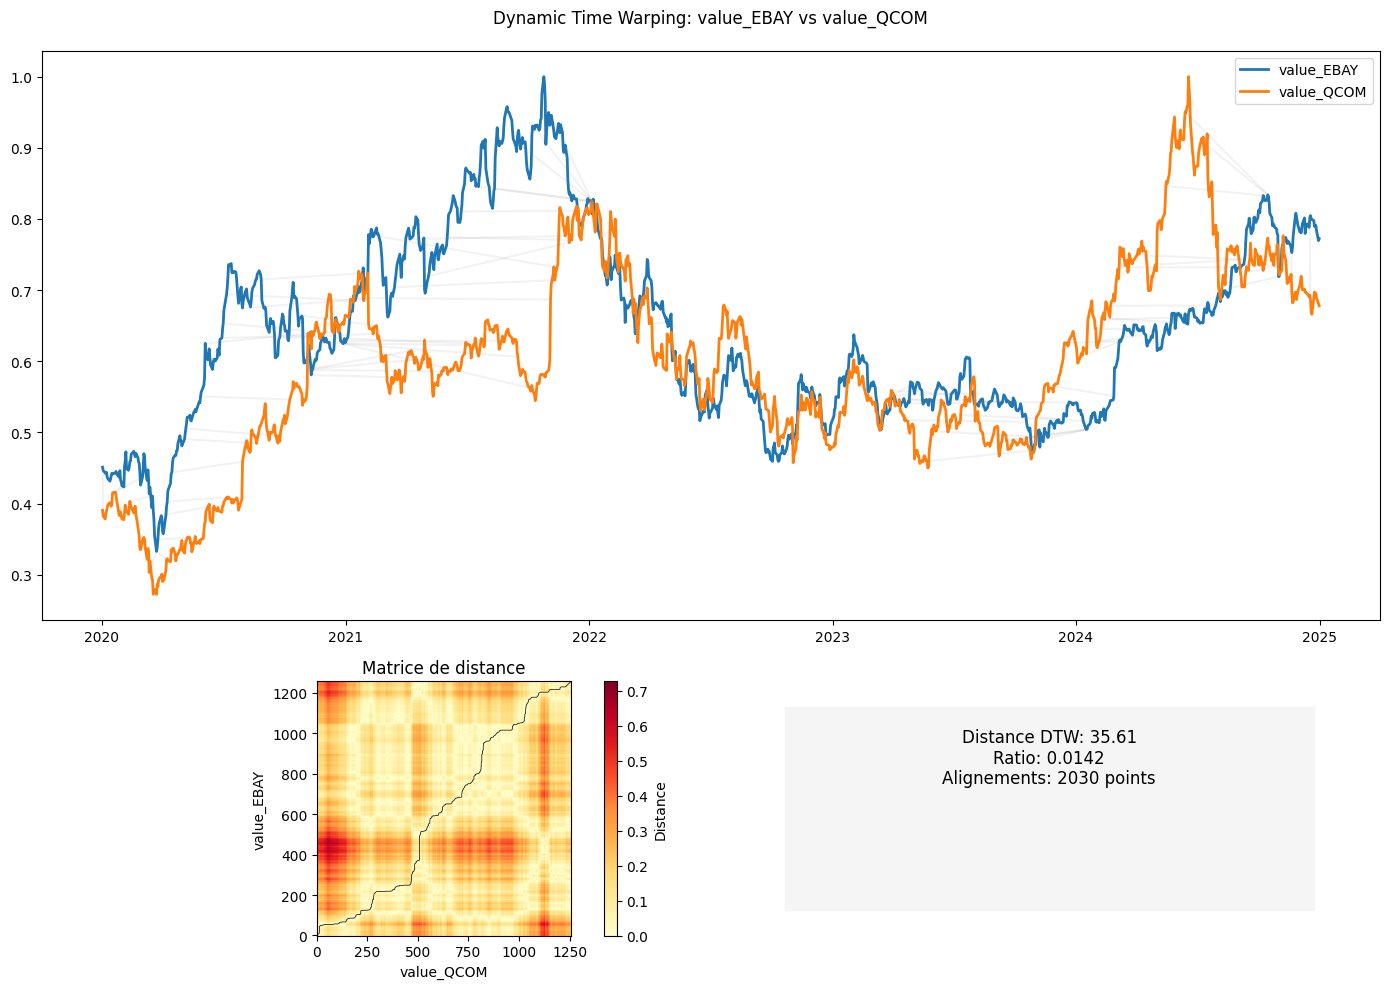 Dynamic Time Warping: value_EBAY vs value_QCOM
1.0
0.9
0.8
0.7
0.6
0.5
0.4
0.3
value_EBAY
value_QCOM
2020 2021 2022 2023 2024 2025
Matrice de distance
1200
1000
800
600
400
200
0
value_EBAY
0 250 500 750 1000 1250
value_QCOM
0.7
0.6
0.5
0.4
0.3
0.2
0.1
0.0
Distance
Distance DTW: 35.61
Ratio: 0.0142
Alignements: 2030 points